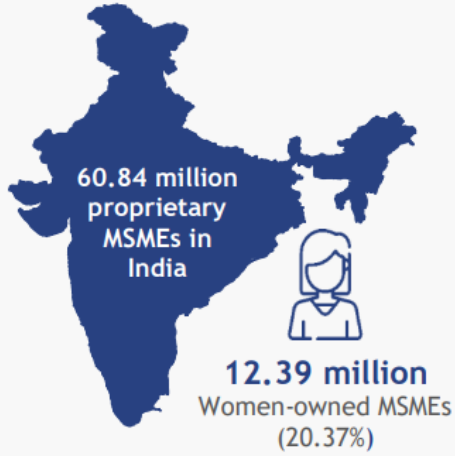 60.84 million
proprietary
MSMEs in
India
12.39 million
Women-owned MSMEs
(20.37%)